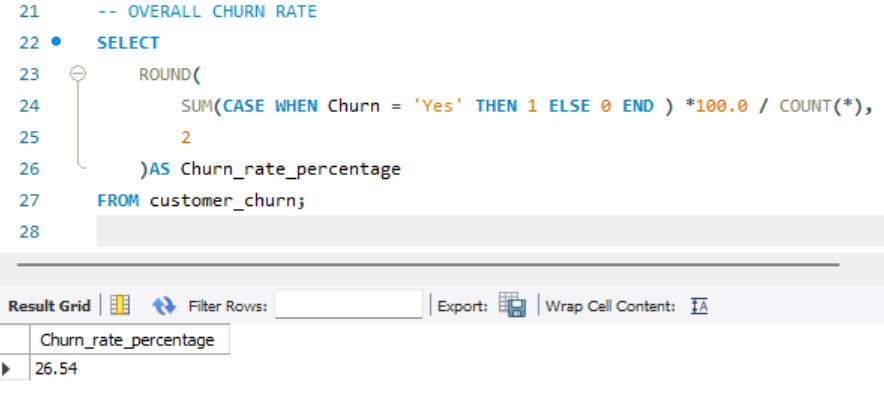 21 -- OVERALL CHURN RATE
22 SELECT
23 ROUND(
24 SUM(CASE WHEN Churn = 'Yes' THEN 1 ELSE 0 END ) *100.0 / COUNT(*),
25 2
26 )AS Churn_rate_percentage
27 FROM customer_churn;
28
Result Grid Filter Rows: Export: Wrap Cell Content: IA
Churn_rate_percentage
26.54